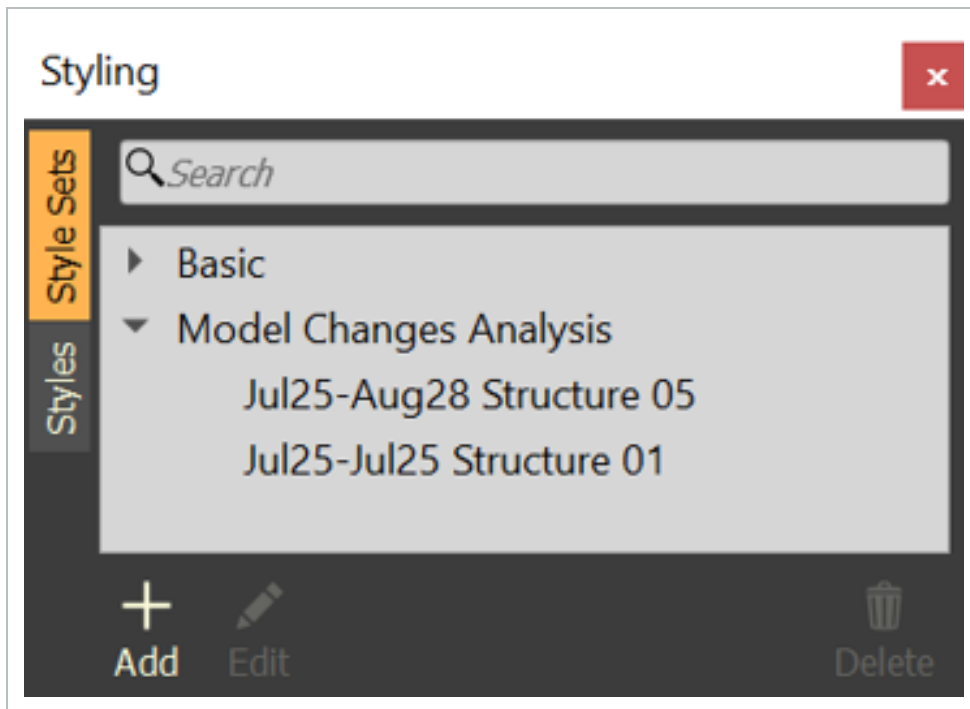 Styling
x
Style Sets
Styles
Search
Basic
Model Changes Analysis
Jul25-Aug28 Structure 05
Jul25-Jul25 Structure 01
Add
Edit
Delete